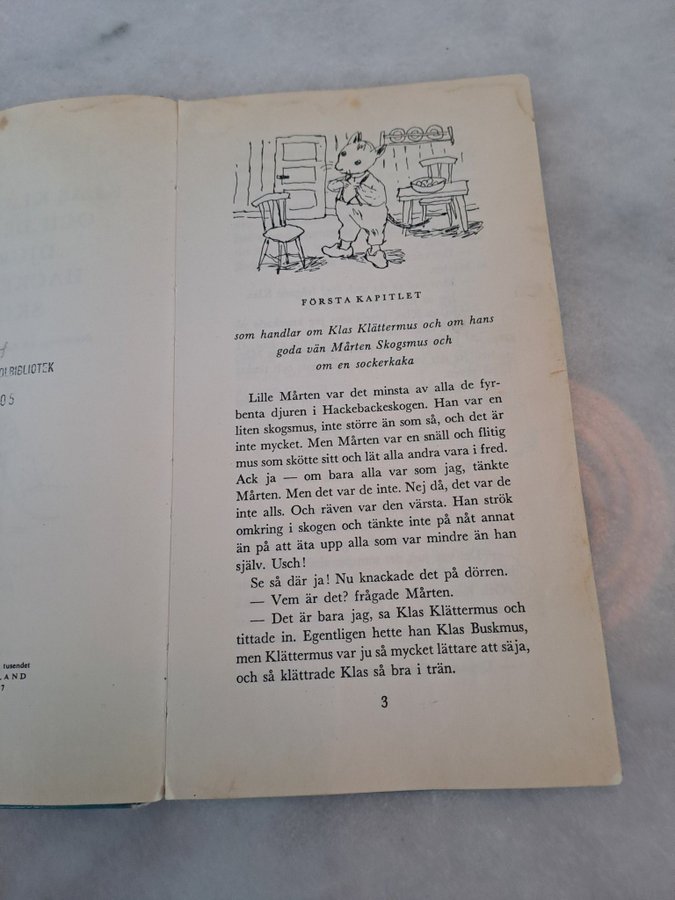 OLBIBLIOTEK
05
tusendet
LAND
7
FÖRSTA KAPITLET
som handlar om Klas Klättermus och om hans
goda vän Mårten Skogsmus och
om en sockerkaka
Lille Mårten var det minsta av alla de fyr-
benta djuren i Hackebackeskogen. Han var en
liten skogsmus, inte större än som så, och det är
inte mycket. Men Mårten var en snäll och flitig
mus som skötte sitt och lät alla andra vara i fred.
Ack ja — om bara alla var som jag, tänkte
Mårten. Men det var de inte. Nej då, det var de
inte alls. Och räven var den värsta. Han strök
omkring i skogen och tänkte inte på nåt annat
än på att äta upp alla som var mindre än han
själv. Usch!
Se så där ja! Nu knackade det på dörren.
— Vem är det? frågade Mårten.
— Det är bara jag, sa Klas Klättermus och
tittade in. Egentligen hette han Klas Buskmus,
men Klättermus var ju så mycket lättare att säja,
och så klättrade Klas så bra i trän.
3